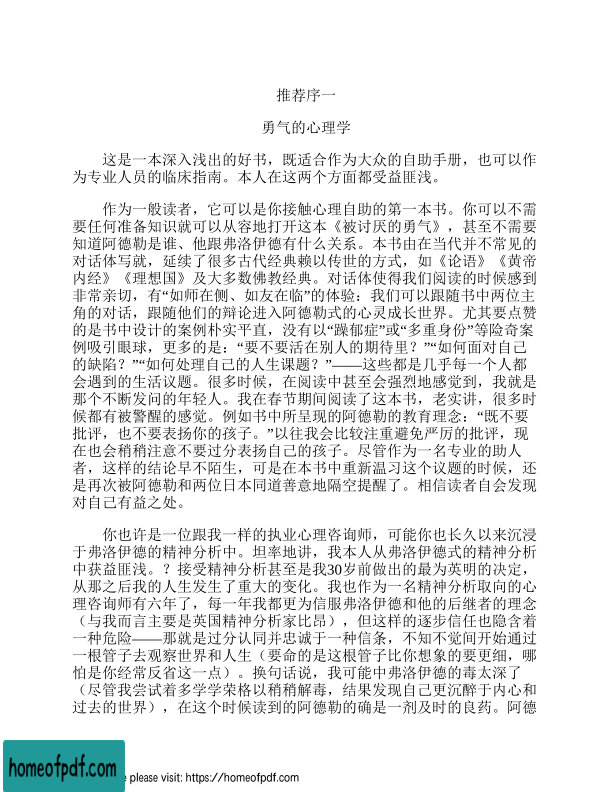 推荐序一
勇气的心理学
这是一本深入浅出的好书，既适合作为大众的自助手册，也可以作
为专业人员的临床指南。本人在这两个方面都受益匪浅。
作为一般读者，它可以是你接触心理自助的第一本书。你可以不需
要任何准备知识就可以从容地打开这本《被讨厌的勇气》，甚至不需要
知道阿德勒是谁、他跟弗洛伊德有什么关系。本书由在当代并不常见的
对话体写就，延续了很多古代经典赖以传世的方式，如《论语》《黄帝
内经》《理想国》及大多数佛教经典。对话体使得我们阅读的时候感到
非常亲切，有“如师在侧、如友在临”的体验：我们可以跟随书中两位主
角的对话，跟随他们的辩论进入阿德勒式的心灵成长世界。尤其要点赞
的是书中设计的案例朴实平直，没有以“躁郁症”或“多重身份”等险奇案
例吸引眼球，更多的是：“要不要活在别人的期待里？”“如何面对自己
的缺陷？”“如何处理自己的人生课题？”——这些都是几乎每一个人都
会遇到的生活议题。很多时候，在阅读中甚至会强烈地感觉到，我就是
那个不断发问的年轻人。我在春节期间阅读了这本书，老实讲，很多时
候都有被警醒的感觉。例如书中所呈现的阿德勒的教育理念：“既不要
批评，也不要表扬你的孩子。”以往我会比较注重避免严厉的批评，现
在也会稍稍注意不要过分表扬自己的孩子。尽管作为一名专业的助人
者，这样的结论早不陌生，可是在本书中重新温习这个议题的时候，还
是再次被阿德勒和两位日本同道善意地隔空提醒了。相信读者自会发现
对自己有益之处。
你也许是一位跟我一样的执业心理咨询师，可能你也长久以来沉浸
于弗洛伊德的精神分析中。坦率地讲，我本人从弗洛伊德式的精神分析
中获益匪浅。？接受精神分析甚至是我30岁前做出的最为英明的决定，
从那之后我的人生发生了重大的变化。我也作为一名精神分析取向的心
理咨询师有六年了，每一年我都更为信服弗洛伊德和他的后继者的理念
（与我而言主要是英国精神分析家比昂），但这样的逐步信任也隐含着
一种危险——那就是过分认同并忠诚于一种信条，不知不觉间开始通过
一根管子去观察世界和人生（要命的是这根管子比你想象的要更细，哪
怕是你经常反省这一点）。换句话说，我可能中弗洛伊德的毒太深了
（尽管我尝试着多学学荣格以稍稍解毒，结果发现自己更沉醉于内心和
过去的世界），在这个时候读到的阿德勒的确是一剂及时的良药。阿德
homeofpdf.com
e please visit: https://homeofpdf.com